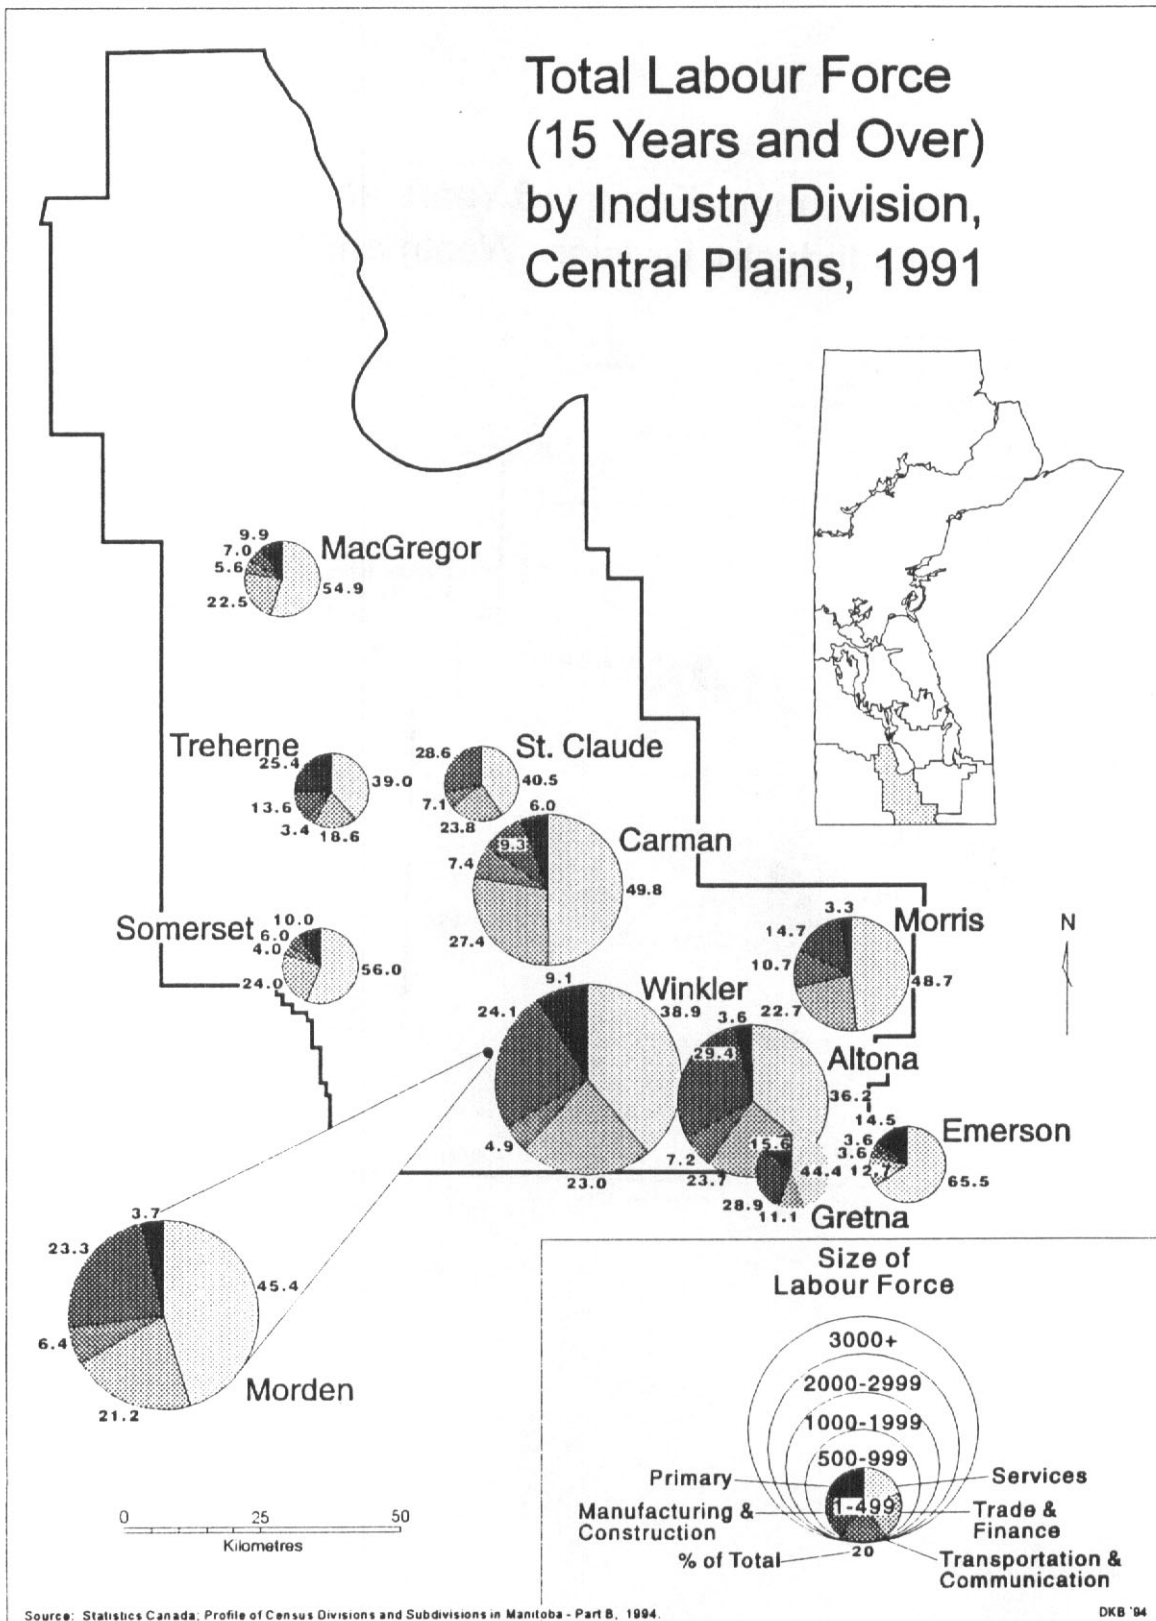 Total Labour Force
(15 Years and Over)
by Industry Division,
Central Plains, 1991
9.9
MacGregor
7.0
5.6
54.9
22.5
Treherne
25.4
39.0
13.6
3.4
18.6
28.6
St. Claude
40.5
7.1
23.8
6.0
Carman
9.3
7.4
49.8
27.4
Somerset
10.0
6.0
4.0
56.0
24.0
3.3
Morris
14.7
10.7
48.7
22.7
N
9.1
Winkler
38.9
24.1
4.9
23.0
3.6
29.4
Altona
36.2
7.2
23.7
14.5
Emerson
3.6
3.6
12.7
65.5
15.6
44.4
28.9
11.1
Gretna
3.7
23.3
45.4
6.4
Morden
21.2
Size of
Labour Force
3000+
2000-2999
1000-1999
500-999
1-499
Primary
Services
Manufacturing &
Construction
Trade &
Finance
% of Total
20
Transportation &
Communication
0 25 50
Kilometres
Source: Statistics Canada; Profile of Census Divisions and Subdivisions in Manitoba - Part B, 1994.
DKB '94